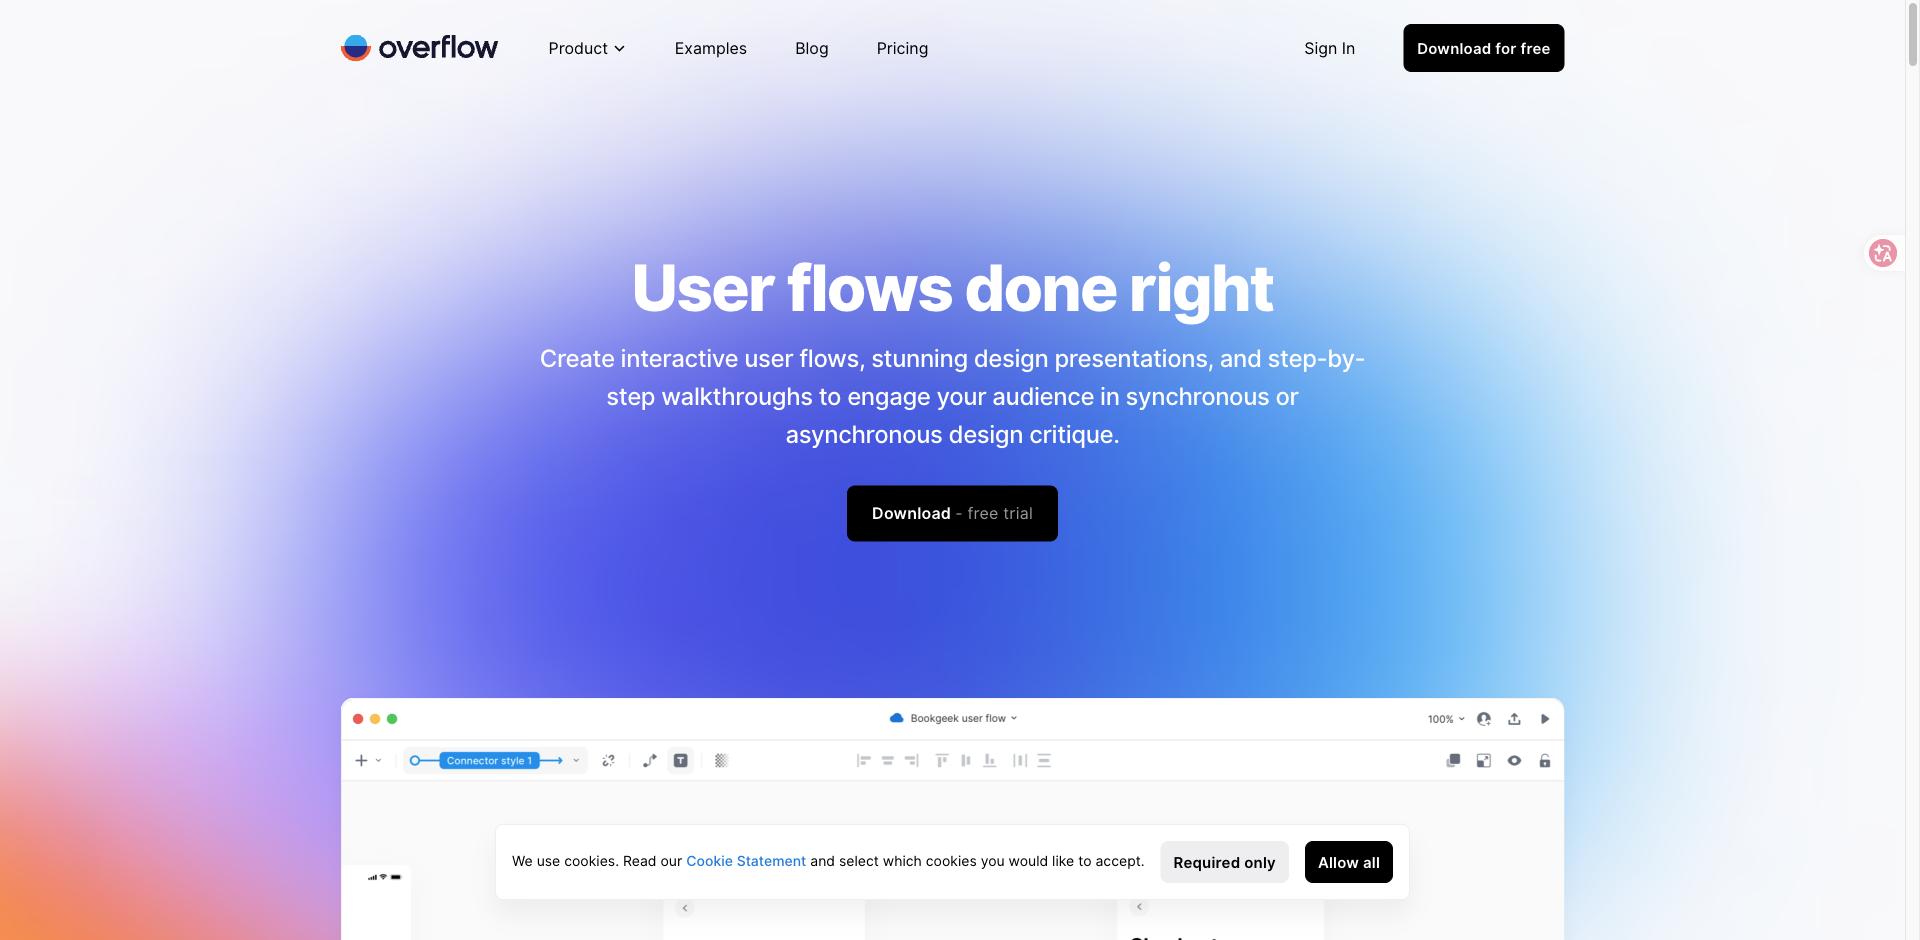 overflow
Product
Examples
Blog
Pricing
Sign In
Download for free
User flows done right
Create interactive user flows, stunning design presentations, and step-by-
step walkthroughs to engage your audience in synchronous or
asynchronous design critique.
Download - free trial
Bookgeek user flow
100%
Connector style 1
T
We use cookies. Read our Cookie Statement and select which cookies you would like to accept.
Required only
Allow all